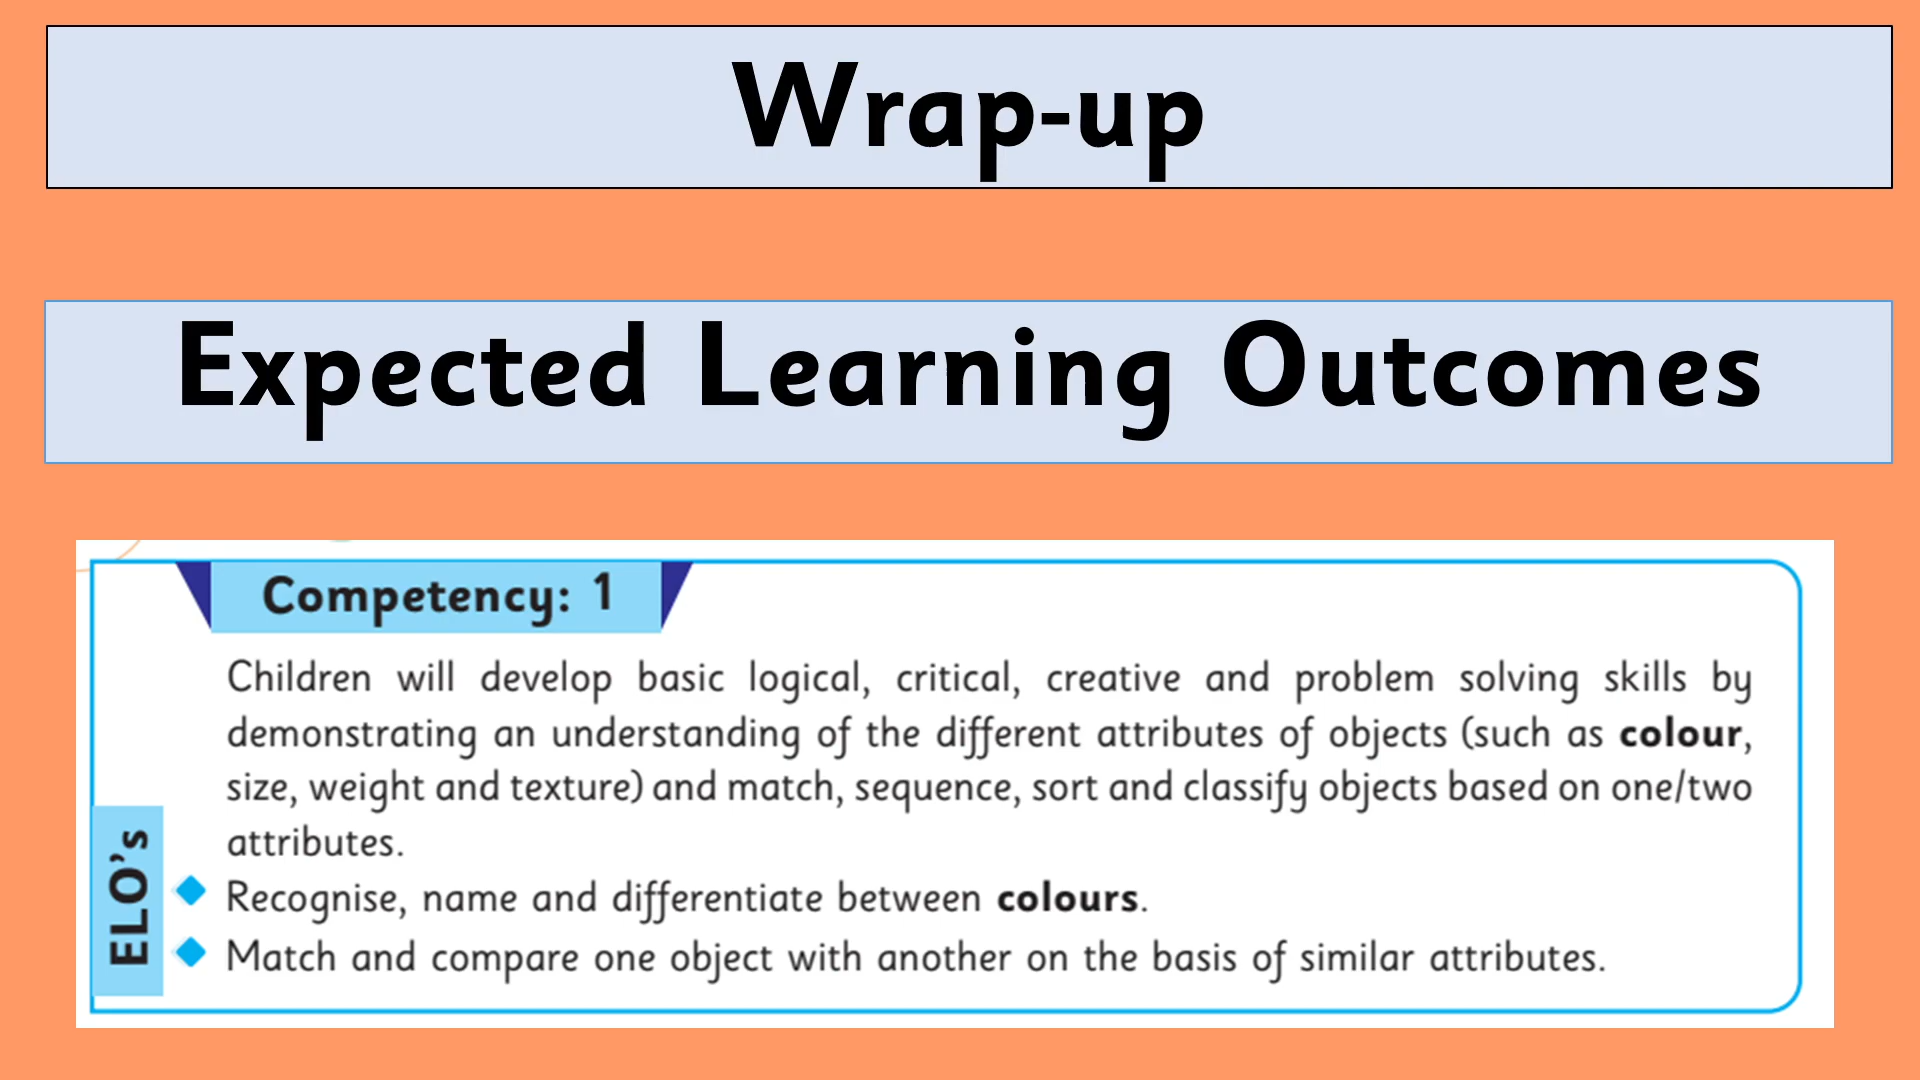 Wrap-up
Expected Learning Outcomes
Competency: 1
Children will develop basic logical, critical, creative and problem solving skills by
demonstrating an understanding of the different attributes of objects (such as colour,
size, weight and texture) and match, sequence, sort and classify objects based on one/two
attributes.
ELO's
Recognise, name and differentiate between colours.
Match and compare one object with another on the basis of similar attributes.